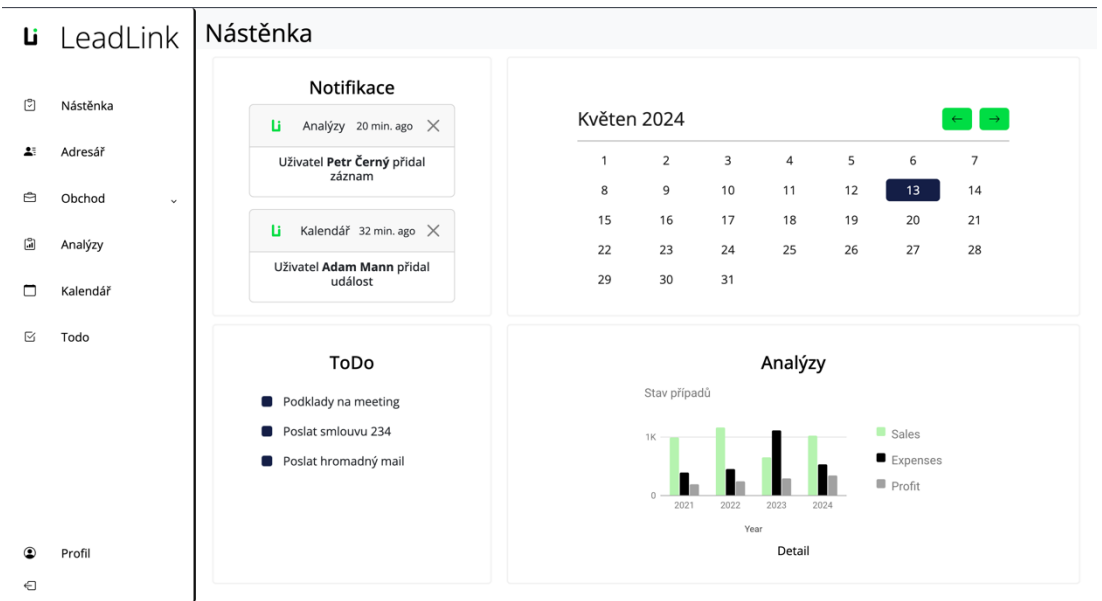 LeadLink
Nástěnka
Adresář
Obchod
Analýzy
Kalendář
Todo
Profil
Nástěnka
Notifikace
Analýzy 20 min. ago
Uživatel Petr Černý přidal
záznam
Kalendář 32 min. ago
Uživatel Adam Mann přidal
událost
Květen 2024
1 2 3 4 5 6 7
8 9 10 11 12 13 14
15 16 17 18 19 20 21
22 23 24 25 26 27 28
29 30 31
ToDo
Podklady na meeting
Poslat smlouvu 234
Poslat hromadný mail
Analýzy
Stav případů
1K
0
2021 2022 2023 2024
Year
Sales
Expenses
Profit
Detail